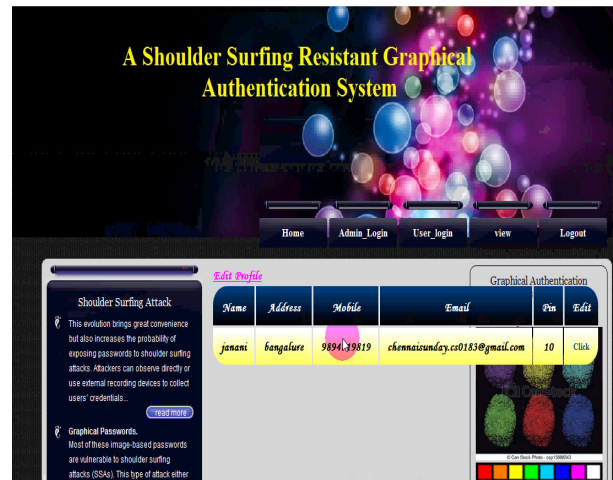 A Shoulder Surfing Resistant Graphical
Authentication System
Home Admin_Login User_login view Logout
Edit Profile
Name Address Mobile Email Pin Edit
janani bangalure chennaisunday.cs0183@gmail.com 10 Click
Shoulder Surfing Attack
This evolution brings great convenience
but also increases the probability of
exposing passwords to shoulder surfing
attacks. Attackers can observe directly or
use external recording devices to collect
users' credentials...
read more
Graphical Passwords.
Most of these image-based passwords
are vulnerable to shoulder surfing
attacks (SSAs). This type of attack either
Graphical Authentication